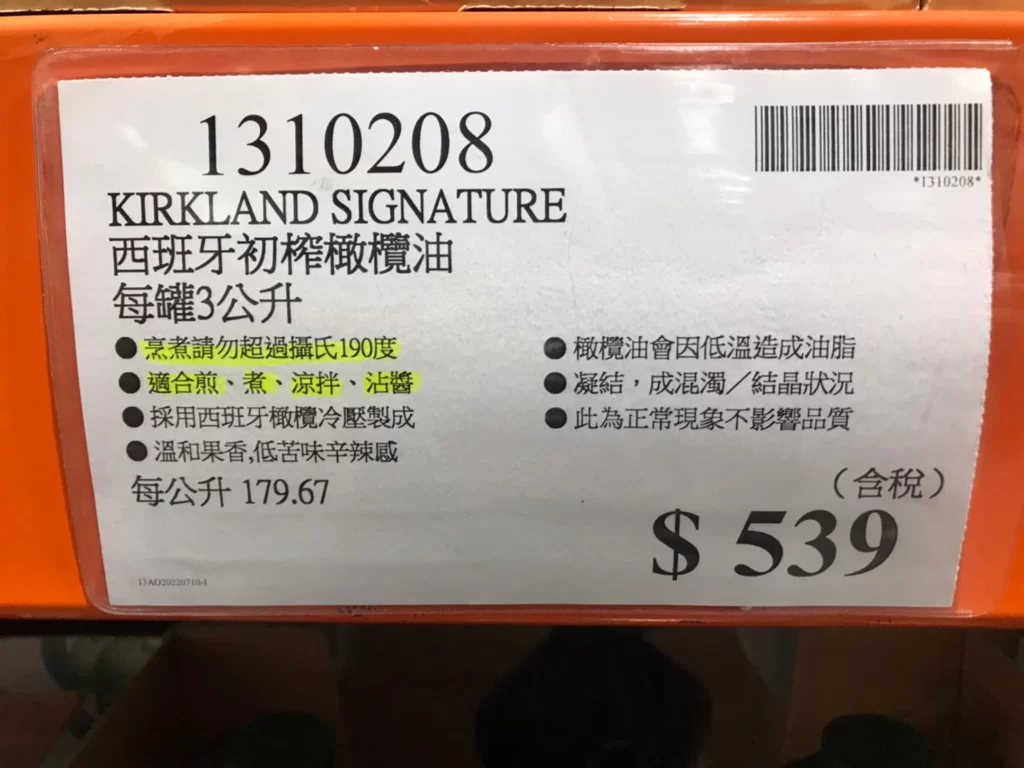 1310208
*1310208*
KIRKLAND SIGNATURE
西班牙初榨橄欖油
每罐3公升
●烹煮請勿超過攝氏190度
●適合煎、煮、涼拌、沾醬
●採用西班牙橄欖冷壓製成
●溫和果香,低苦味辛辣感
●橄欖油會因低溫造成油脂
●凝結，成混濁／結晶狀況
●此為正常現象不影響品質
每公升 179.67
（含稅）
$ 539